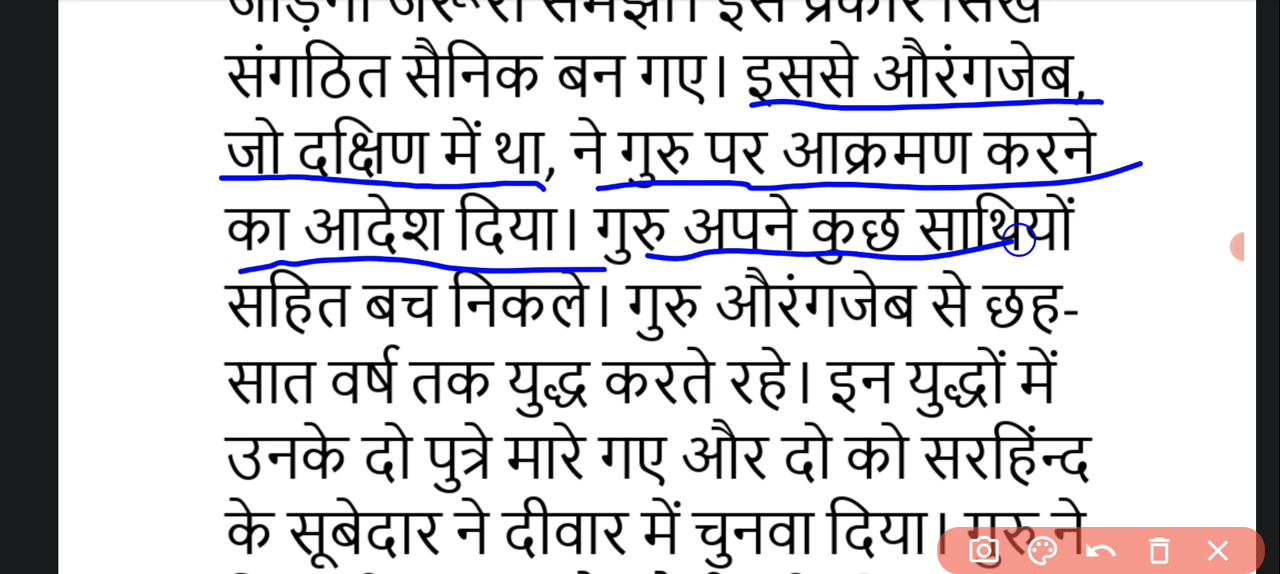 संगठित सैनिक बन गए। इससे औरंगजेब,
जो दक्षिण में था, ने गुरु पर आक्रमण करने
का आदेश दिया। गुरु अपने कुछ साथियों
सहित बच निकले। गुरु औरंगजेब से छह-
सात वर्ष तक युद्ध करते रहे। इन युद्धों में
उनके दो पुत्रे मारे गए और दो को सरहिंन्द
के सूबेदार ने दीवार में चुनवा दिया। गुरु ने